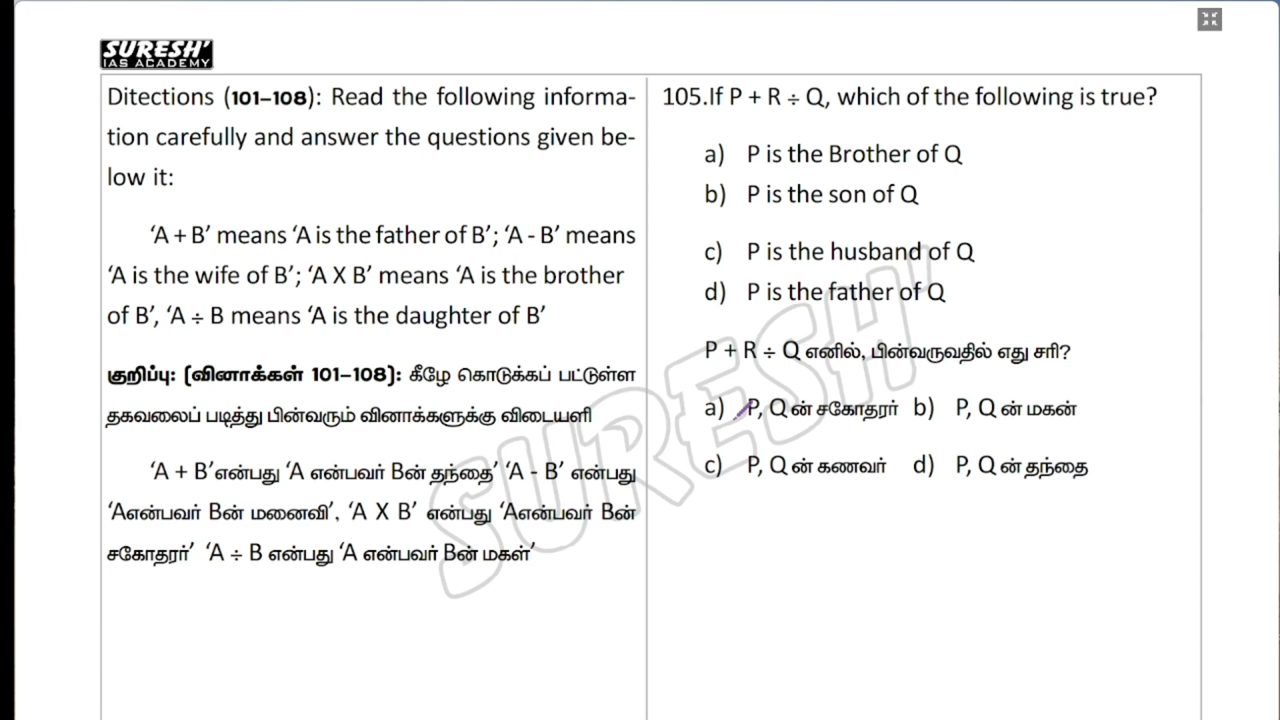 SURESH'
IAS ACADEMY
Ditections (101–108): Read the following informa-
tion carefully and answer the questions given be-
low it:
‘A + B’ means ‘A is the father of B’; ‘A - B’ means
‘A is the wife of B’; ‘A X B’ means ‘A is the brother
of B’, ‘A ÷ B means ‘A is the daughter of B’
குறிப்பு: (வினாக்கள் 101–108): கீழே கொடுக்கப் பட்டுள்ள
தகவலைப் படித்து பின்வரும் வினாக்களுக்கு விடையளி
‘A + B’என்பது ‘A என்பவர் Bன் தந்தை’ ‘A - B’ என்பது
‘Aஎன்பவர் Bன் மனைவி’, ‘A X B’ என்பது ‘Aஎன்பவர் Bன்
சகோதரர்’ ‘A ÷ B என்பது ‘A என்பவர் Bன் மகள்’
105.If P + R ÷ Q, which of the following is true?
a) P is the Brother of Q
b) P is the son of Q
c) P is the husband of Q
d) P is the father of Q
P + R ÷ Q எனில், பின்வருவதில் எது சரி?
a) P, Qன் சகோதரர் b) P, Qன் மகன்
c) P, Qன் கணவர் d) P, Qன் தந்தை
SURESH'